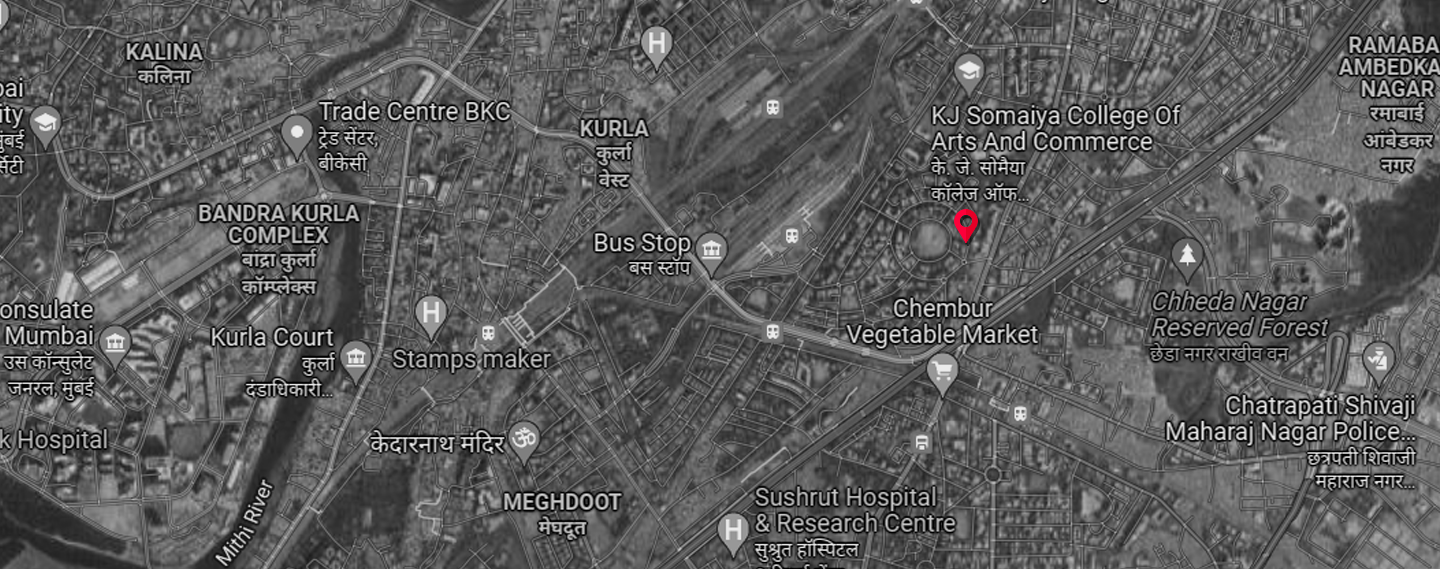 KALINA
कलिना
Trade Centre BKC
ट्रेड सेंटर,
बीकेसी
KURLA
कुर्ला
वेस्ट
KJ Somaiya College Of
Arts And Commerce
के. जे. सोमैया
कॉलेज ऑफ...
RAMABA
AMBEDKA
NAGAR
रमाबाई
आंबेडकर
नगर
bai
ity
मुंबई
र्सिटी
BANDRA KURLA
COMPLEX
बांद्रा कुर्ला
कॉम्प्लेक्स
Bus Stop
बस स्टॉप
Chembur
Vegetable Market
Chheda Nagar
Reserved Forest
छेडा नगर राखीव वन
onsulate
Mumbai
उस कॉन्सुलेट
जनरल, मुंबई
Kurla Court
कुर्ला
दंडाधिकारी...
Stamps maker
Chatrapati Shivaji
Maharaj Nagar Police...
छत्रपती शिवाजी
महाराज नगर...
k Hospital
केदारनाथ मंदिर
MEGHDOOT
मेघदूत
Mithi River
Sushrut Hospital
& Research Centre
सुश्रुत हॉस्पिटल